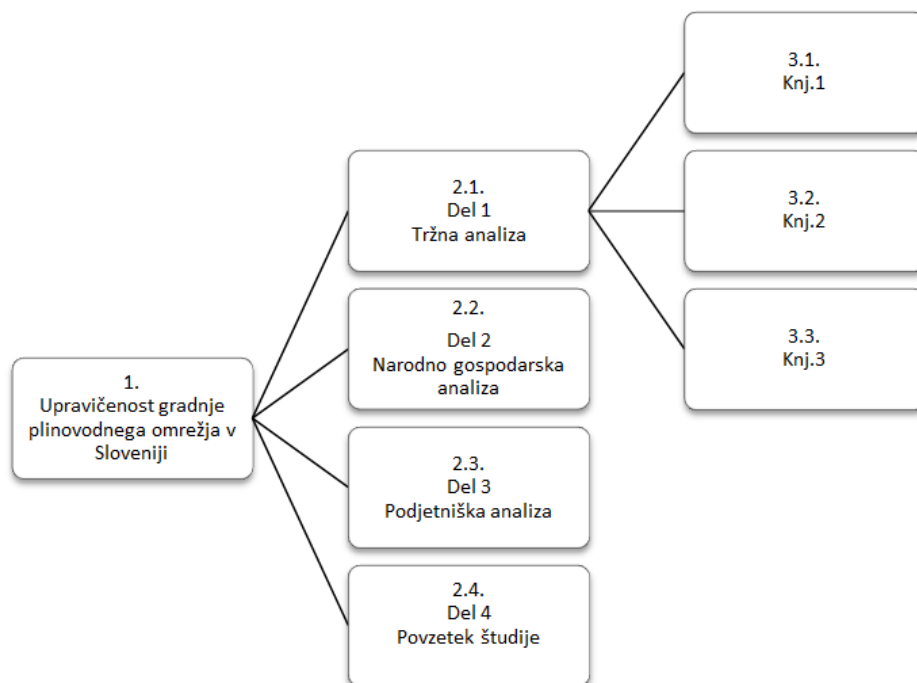 1.
Upravičenost gradnje
plinovodnega omrežja v
Sloveniji
2.1.
Del 1
Tržna analiza
2.2.
Del 2
Narodno gospodarska
analiza
2.3.
Del 3
Podjetniška analiza
2.4.
Del 4
Povzetek študije
3.1.
Knj.1
3.2.
Knj.2
3.3.
Knj.3